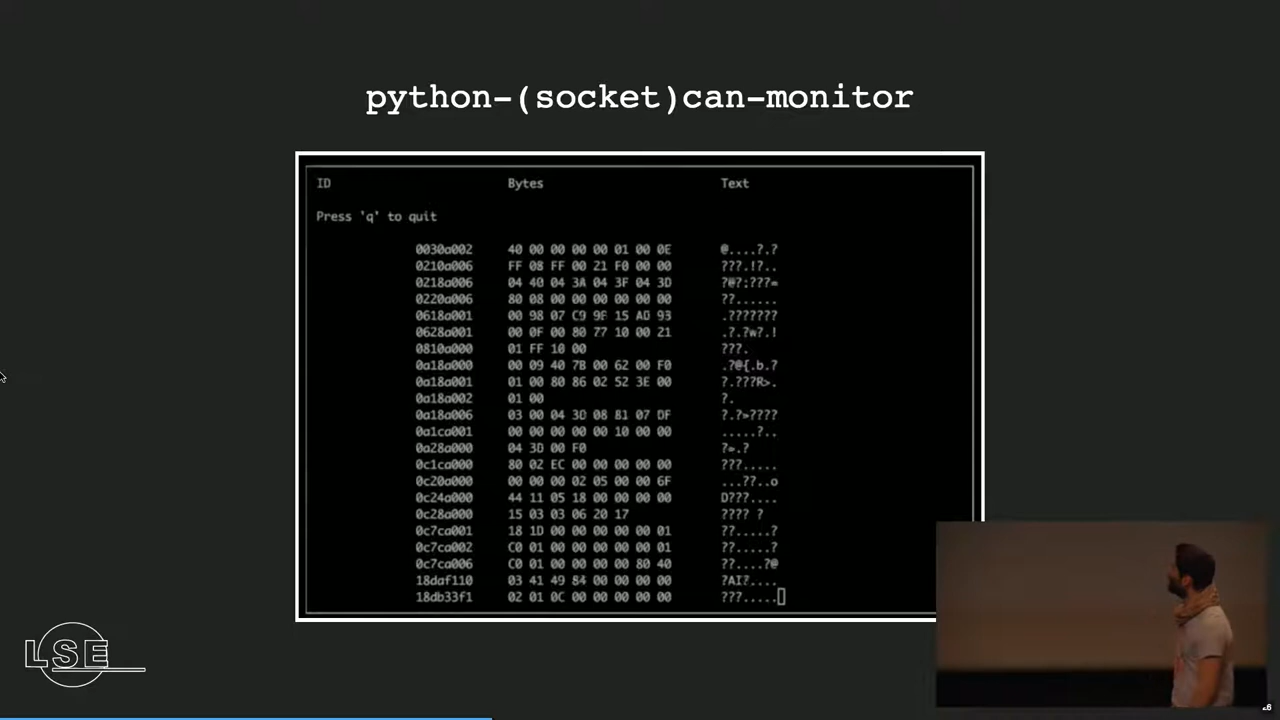 python-(socket)can-monitor
ID Bytes Text
Press 'q' to quit
0030a002 40 00 00 00 00 01 00 0E @....?.?
0210a006 FF 08 FF 00 21 F0 00 00 ???.!?..
0218a006 04 40 04 3A 04 3F 04 3D ?@?:???=
0220a006 80 08 00 00 00 00 00 00 ??......
0618a001 00 98 07 C9 9F 15 AD 93 .???????
0628a001 00 0F 00 80 77 10 00 21 .?.?w?.!
0810a000 01 FF 10 00 ???.
0a18a000 00 09 40 7B 00 62 00 F0 .?@{.b.?
0a18a001 01 00 80 86 02 52 3E 00 ?.???R>.
0a18a002 01 00 ?.
0a18a006 03 00 04 3D 08 81 07 DF ?.?=????
0a1ca001 00 00 00 00 00 10 00 00 .....?..
0a28a000 04 3D 00 F0 ?=.?
0c1ca000 80 02 EC 00 00 00 00 00 ???.....
0c20a000 00 00 00 02 05 00 00 6F ...??..o
0c24a000 44 11 05 18 00 00 00 00 D???....
0c28a000 15 03 03 06 20 17 ???? ?
0c7ca001 18 1D 00 00 00 00 00 01 ??.....?
0c7ca002 C0 01 00 00 00 00 00 01 ??.....?
0c7ca006 C0 01 00 00 00 00 80 40 ??....?@
18daf110 03 41 49 84 00 00 00 00 ?AI?....
18db33f1 02 01 0C 00 00 00 00 00 ???.....
LSE
26